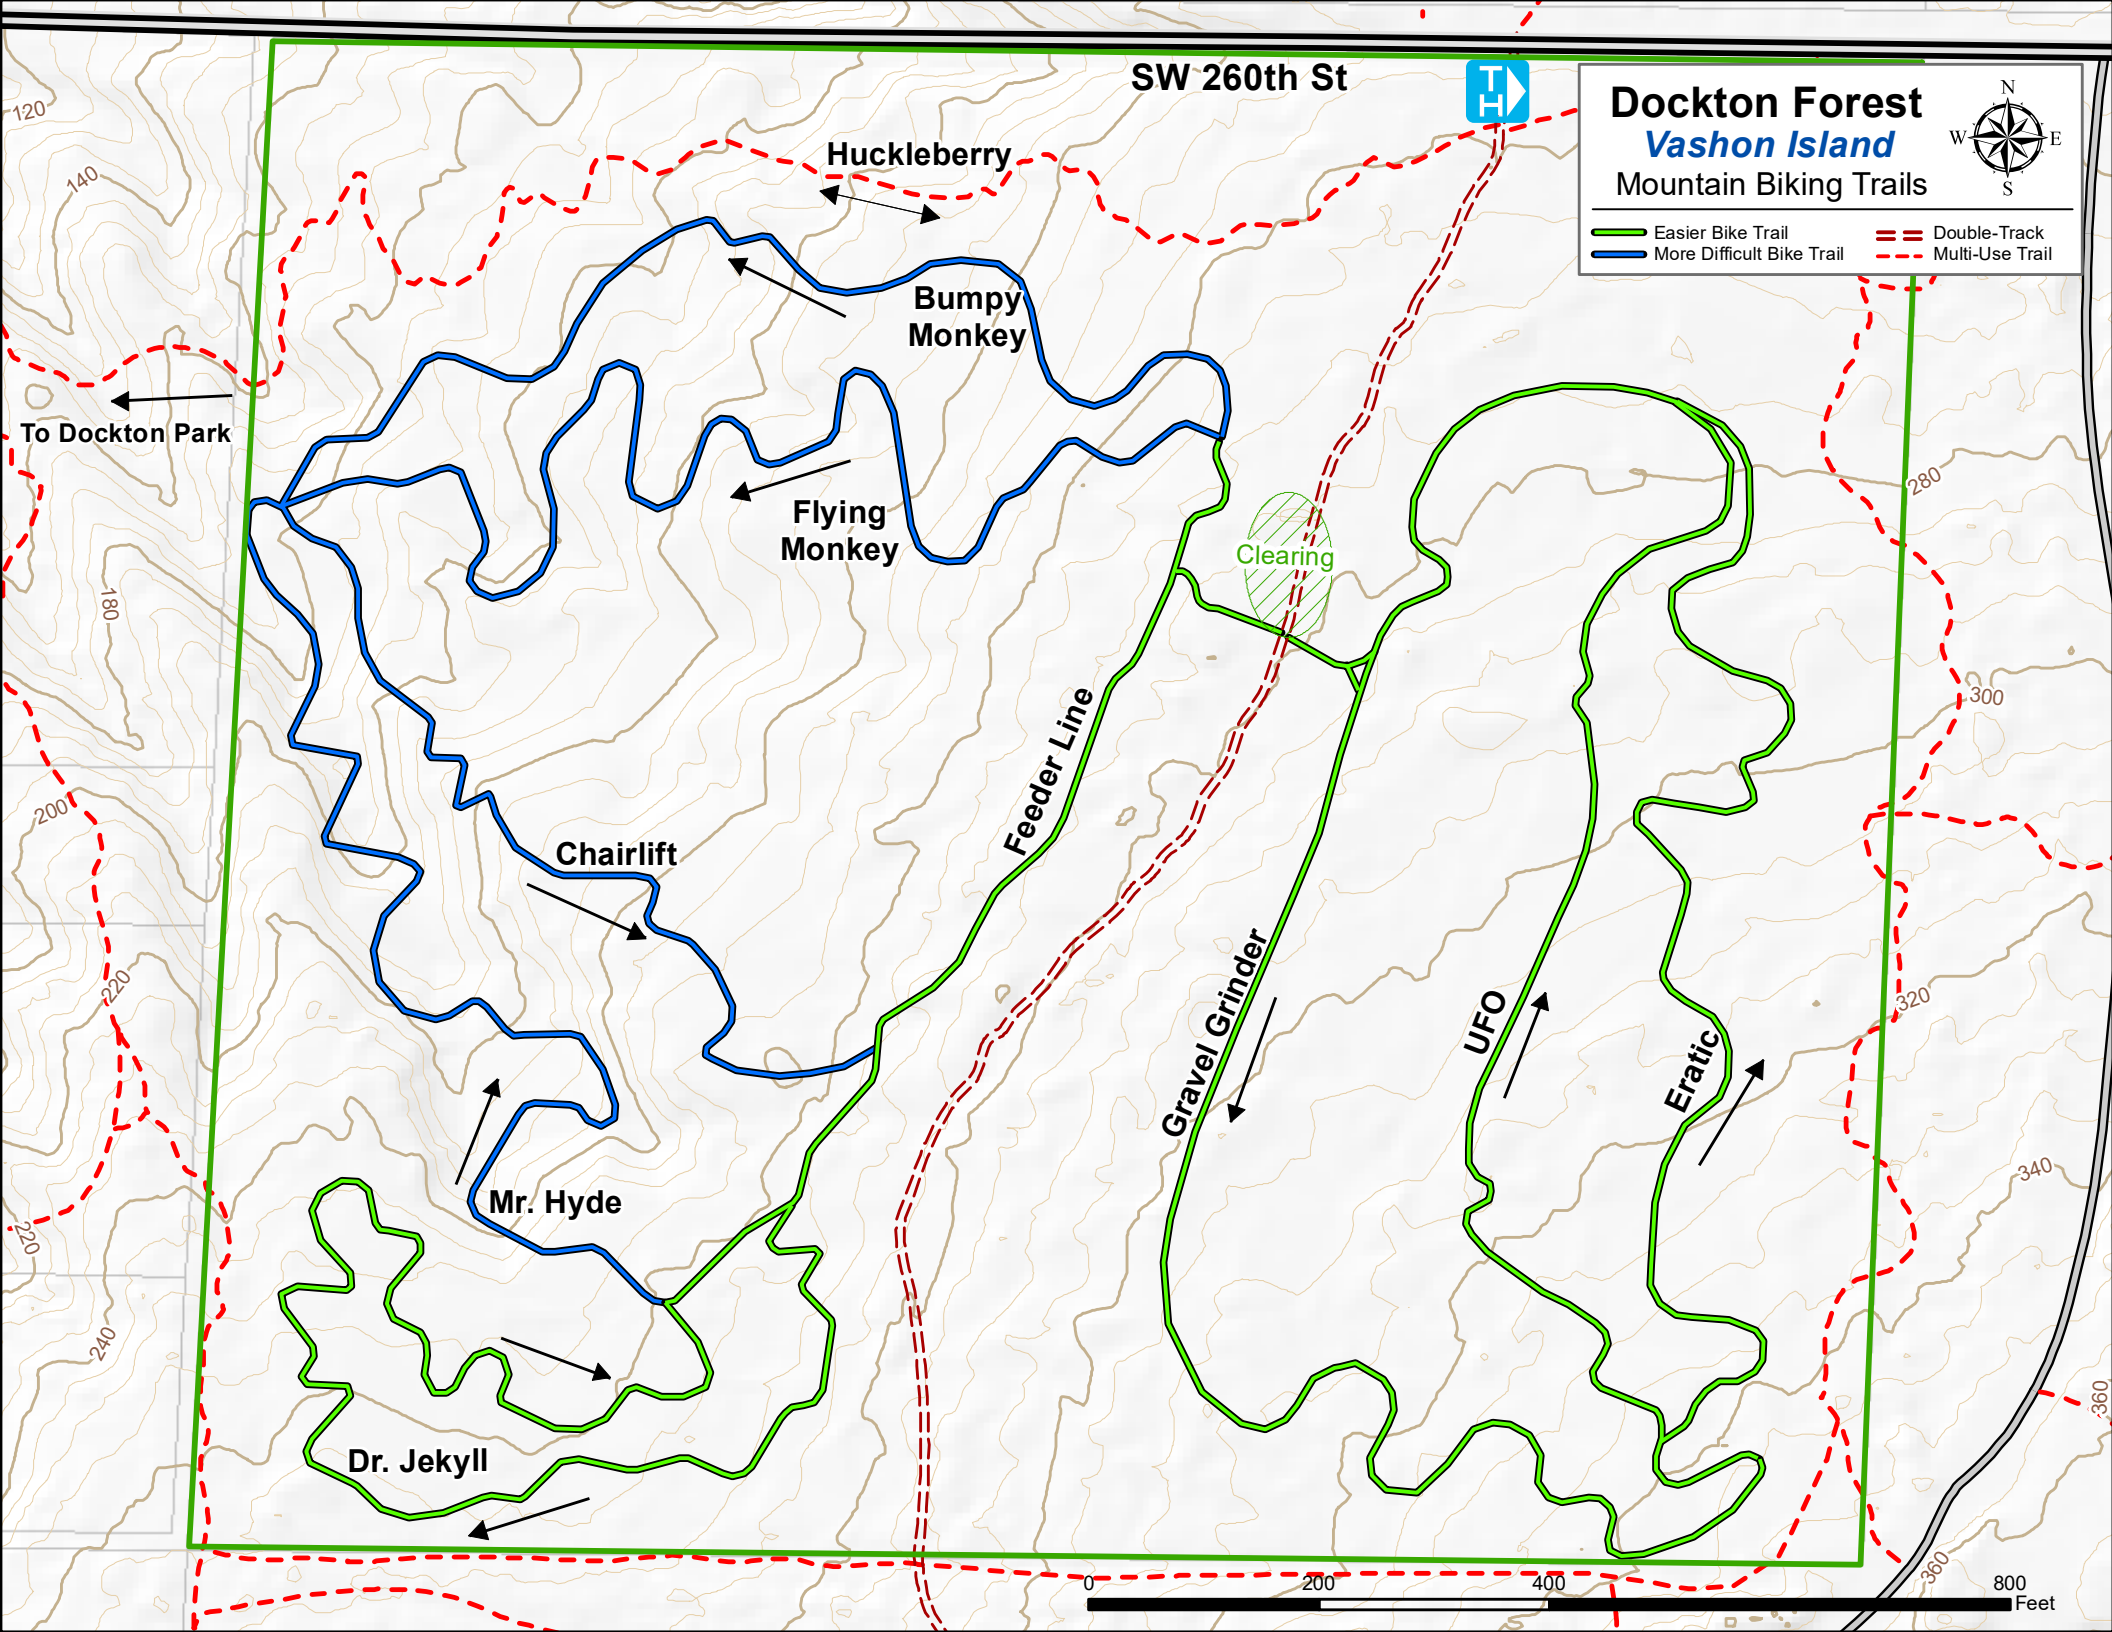 SW 260th St
T
H
Dockton Forest
Vashon Island
Mountain Biking Trails
N
W
E
S
Easier Bike Trail
More Difficult Bike Trail
Double-Track
Multi-Use Trail
120
140
Huckleberry
Bumpy
Monkey
To Dockton Park
280
Flying
Monkey
Clearing
180
300
Feeder Line
200
Chairlift
220
Gravel Grinder
UFO
Eratic
320
340
Mr. Hyde
220
240
360
Dr. Jekyll
360
0
200
400
800
Feet